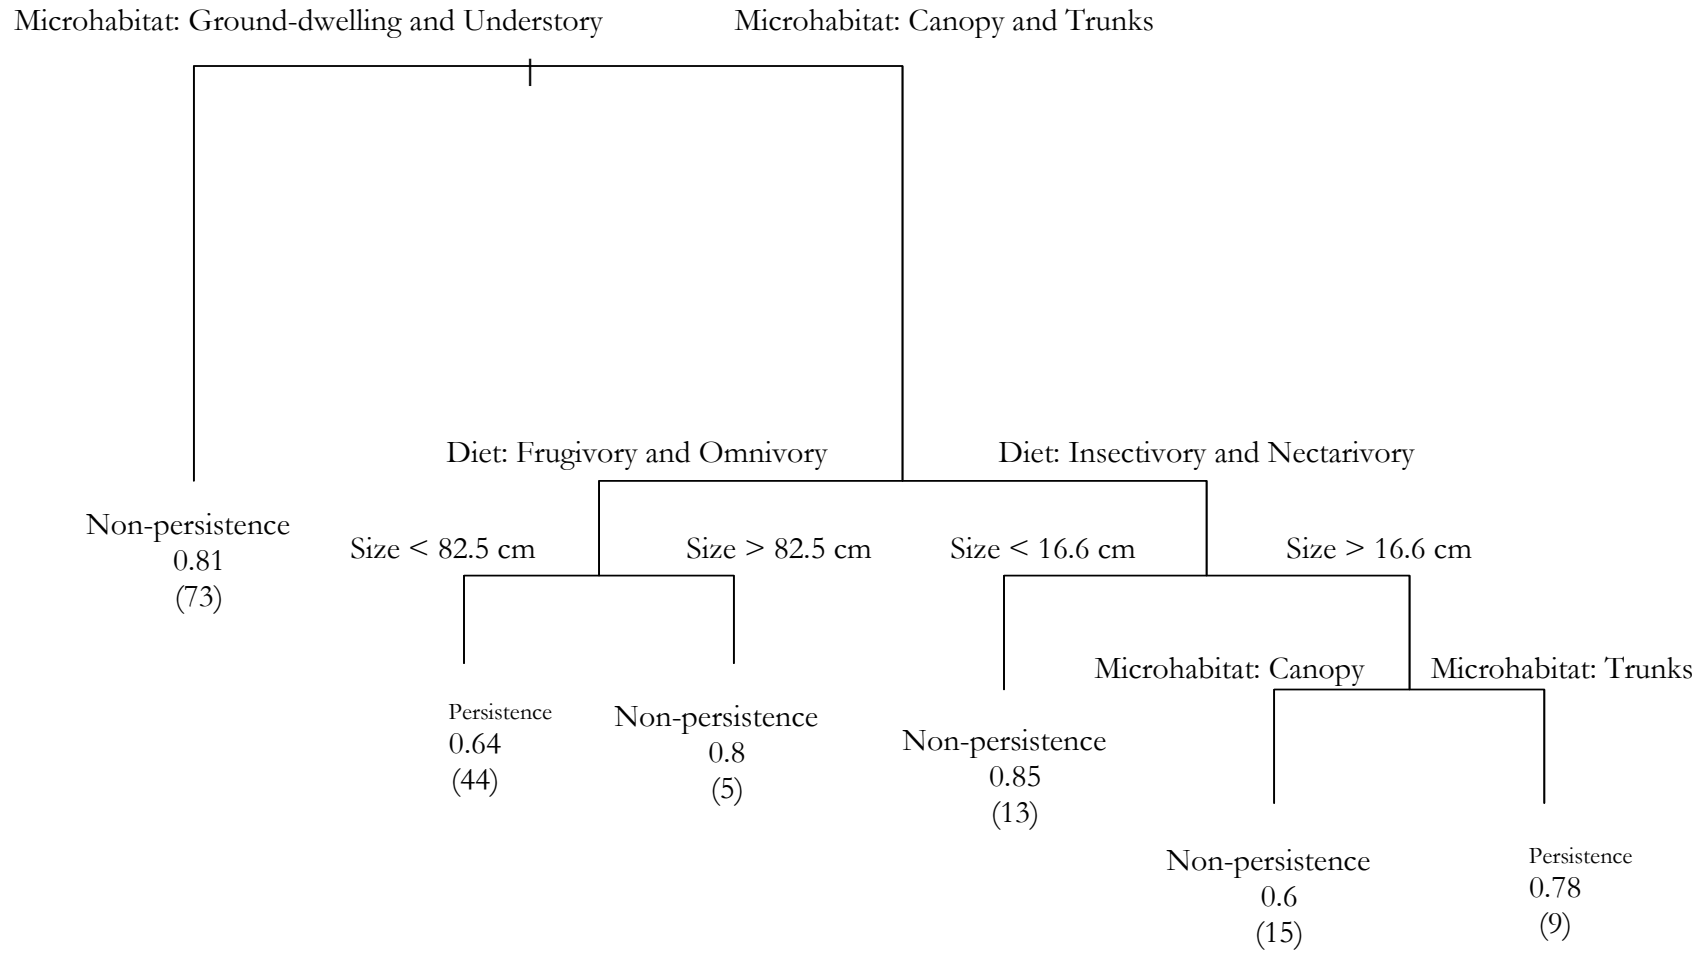 Microhabitat: Ground-dwelling and Understory
Microhabitat: Canopy and Trunks
Diet: Frugivory and Omnivory
Diet: Insectivory and Nectarivory
Non-persistence
0.81
(73)
Size < 82.5 cm
Size > 82.5 cm
Size < 16.6 cm
Size > 16.6 cm
Microhabitat: Canopy
Microhabitat: Trunks
Persistence
0.64
(44)
Non-persistence
0.8
(5)
Non-persistence
0.85
(13)
Non-persistence
0.6
(15)
Persistence
0.78
(9)